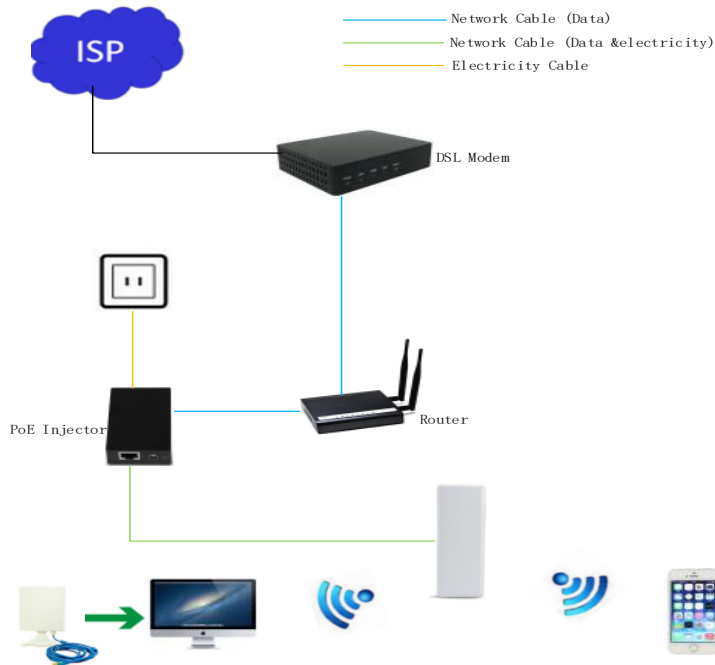 ISP
Network Cable (Data)
Network Cable (Data &electricity)
Electricity Cable
DSL Modem
PoE Injector
Router